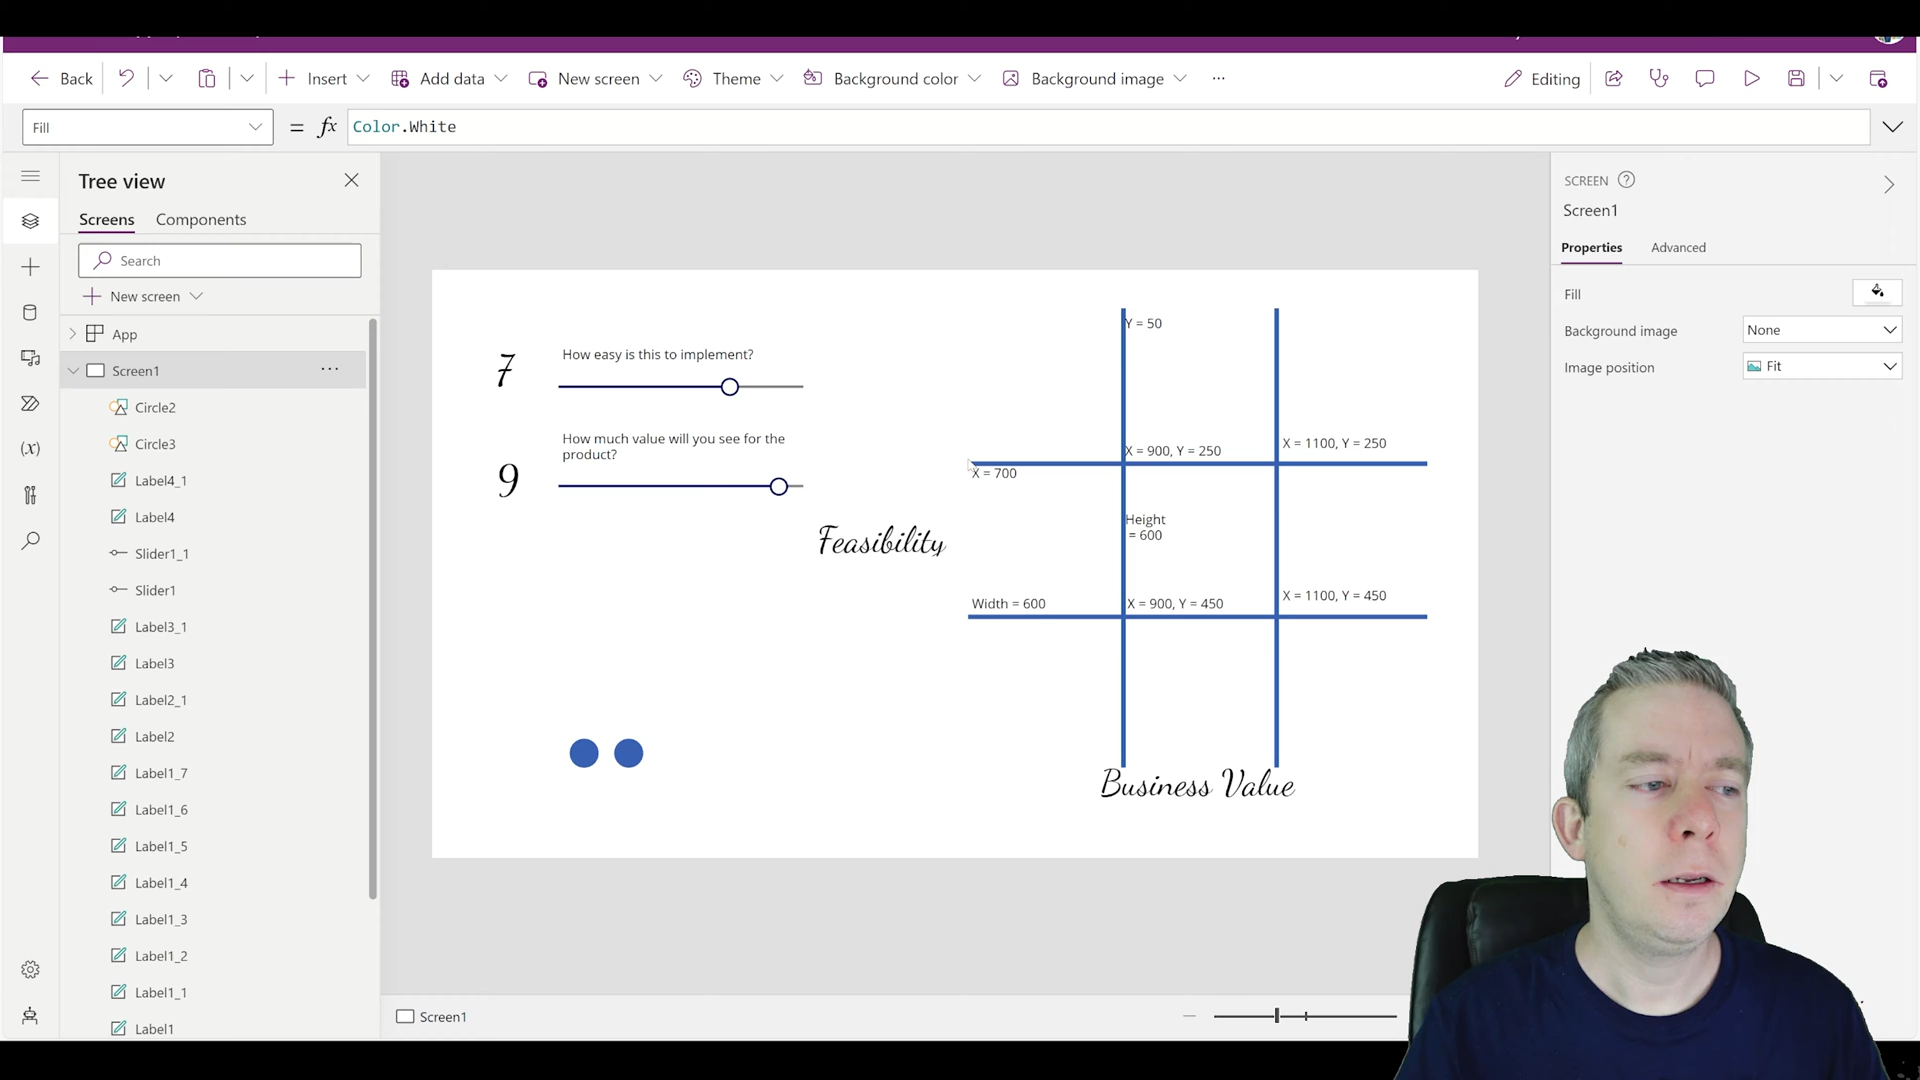 Back
Insert
Add data
New screen
Theme
Background color
Background image
...
Editing
Fill
= fx Color.White
Tree view
Screens Components
Search
New screen
App
Screen1 ...
Circle2
Circle3
Label4_1
Label4
Slider1_1
Slider1
Label3_1
Label3
Label2_1
Label2
Label1_7
Label1_6
Label1_5
Label1_4
Label1_3
Label1_2
Label1_1
Label1
7
How easy is this to implement?
9
How much value will you see for the
product?
Feasibility
Y = 50
X = 900, Y = 250
X = 1100, Y = 250
X = 700
Height
= 600
Width = 600
X = 900, Y = 450
X = 1100, Y = 450
Business Value
Screen1
SCREEN ?
Screen1
Properties Advanced
Fill
Background image None
Image position Fit